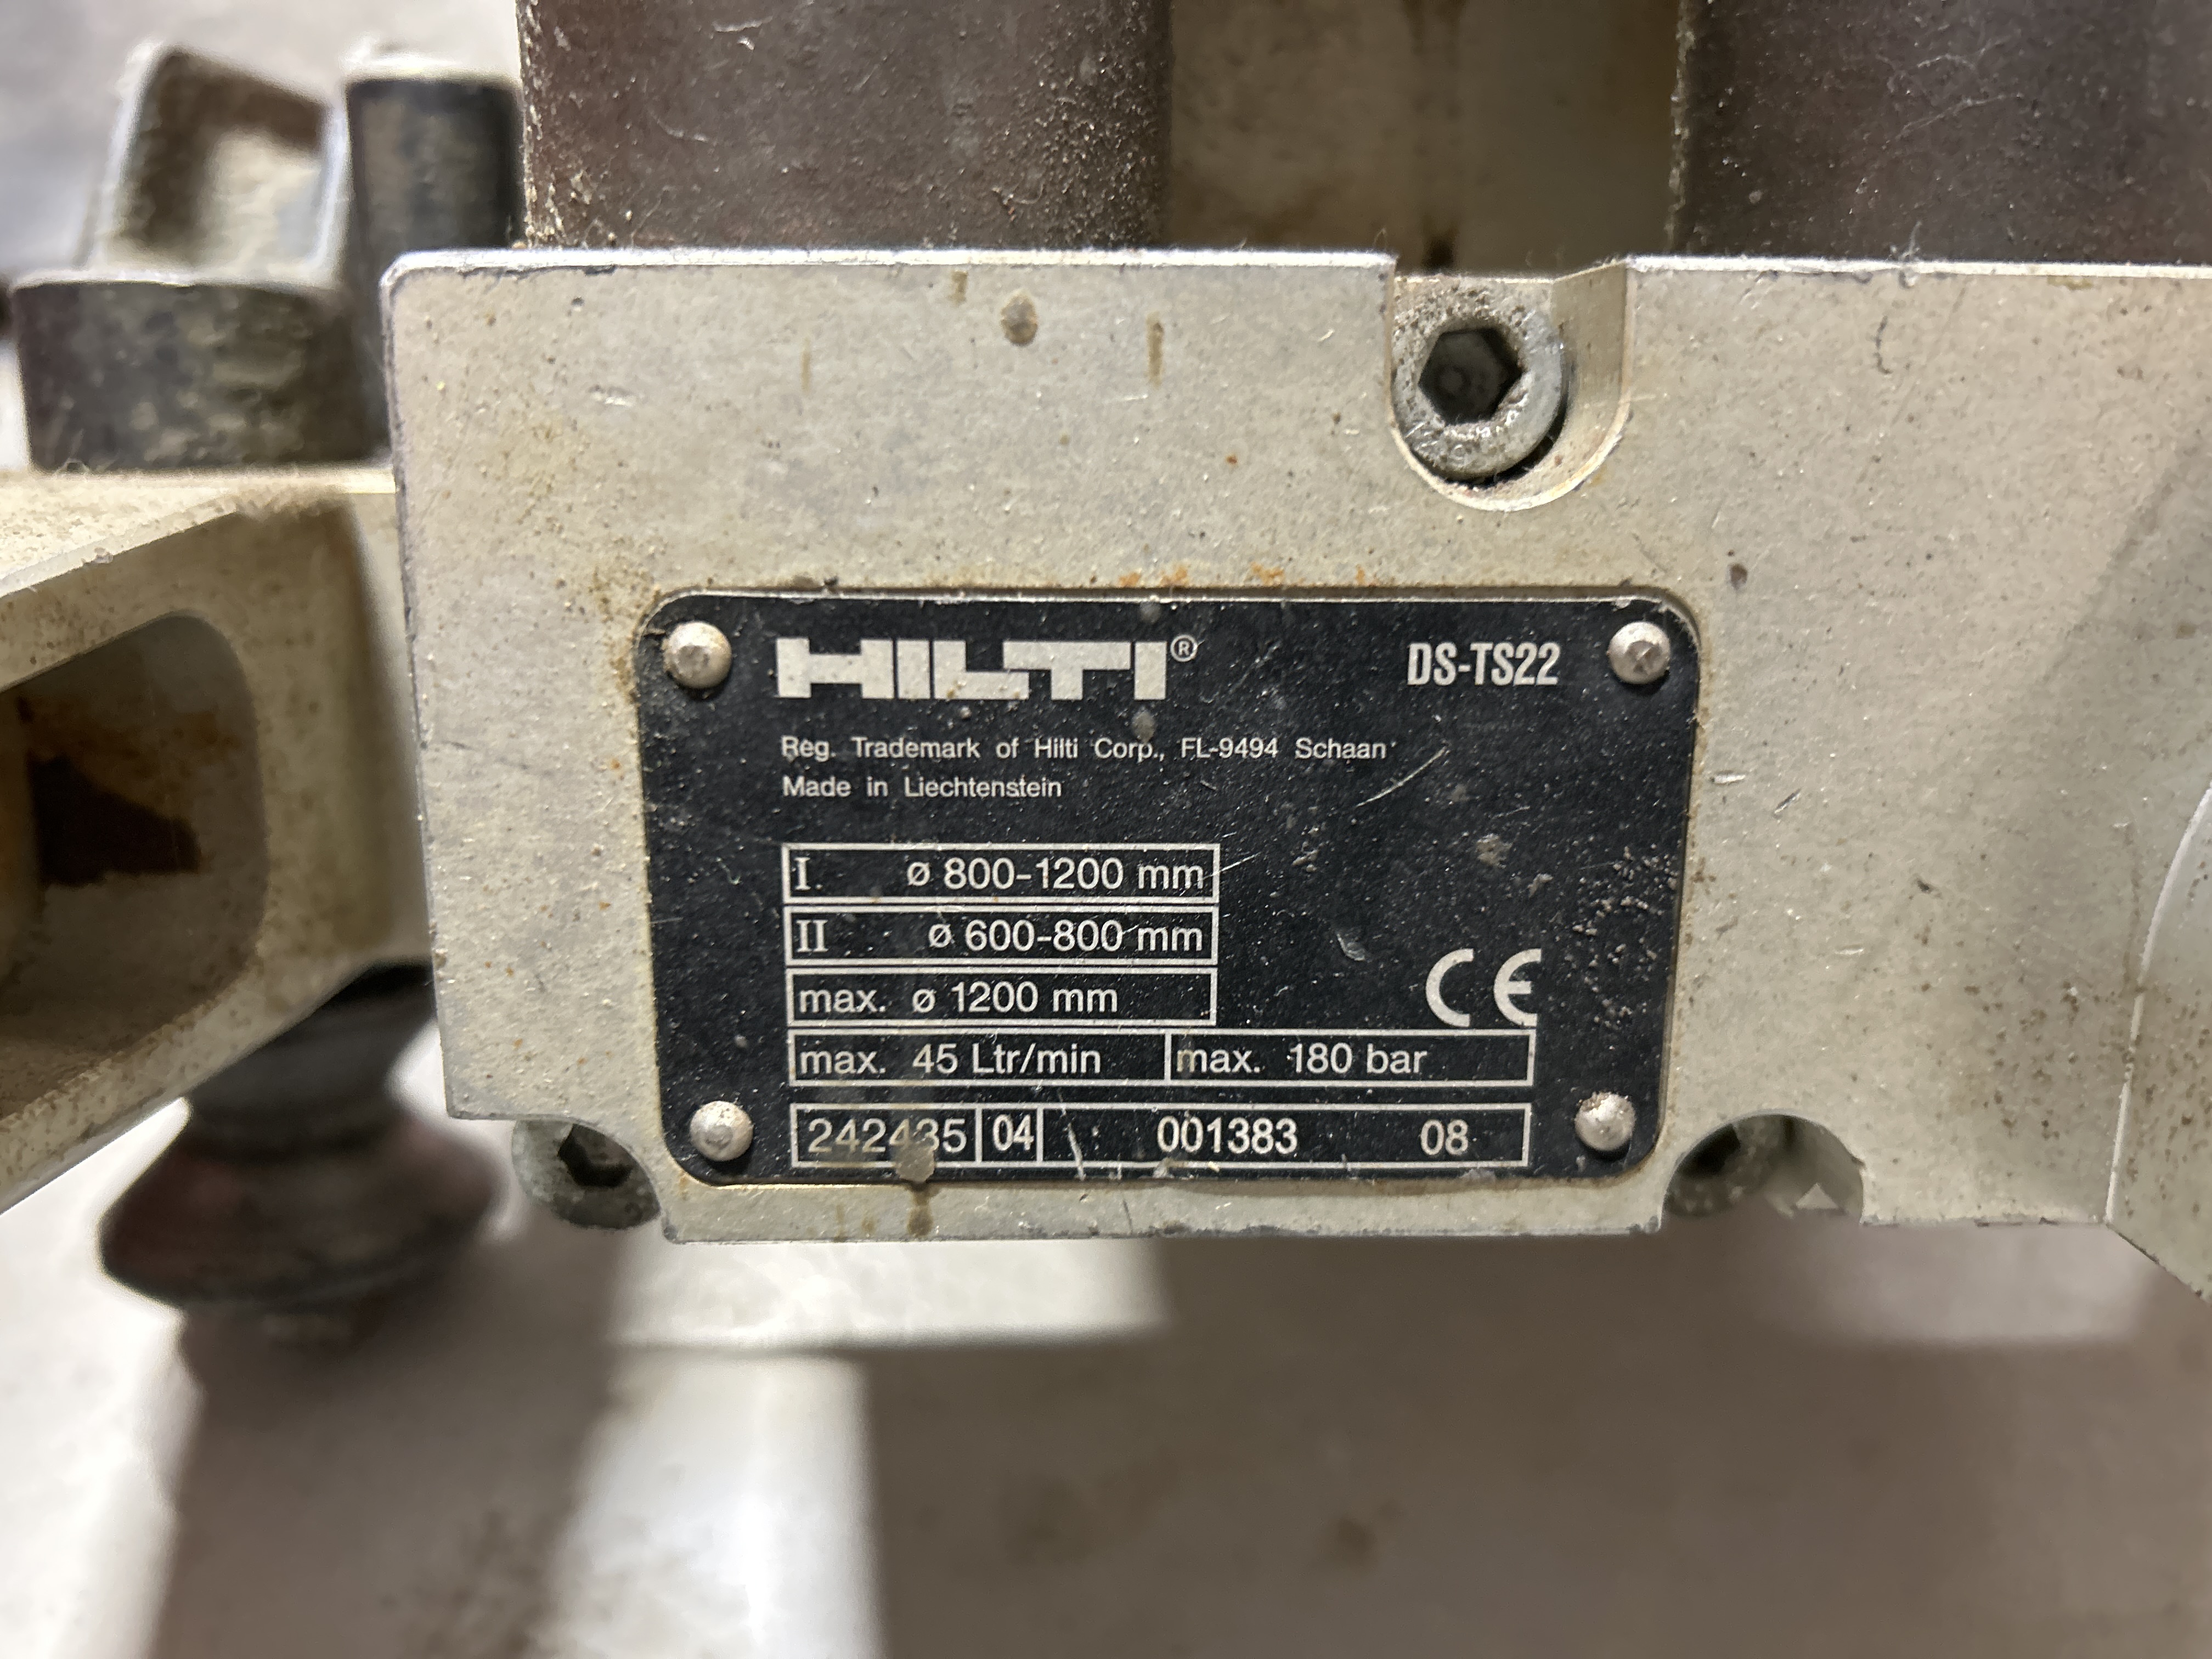 HILTI® DS-TS22
Reg. Trademark of Hilti Corp., FL-9494 Schaan
Made in Liechtenstein
I ø 800-1200 mm
II ø 600-800 mm
max. ø 1200 mm
CE
max. 45 Ltr/min max. 180 bar
242435 04 001383 08